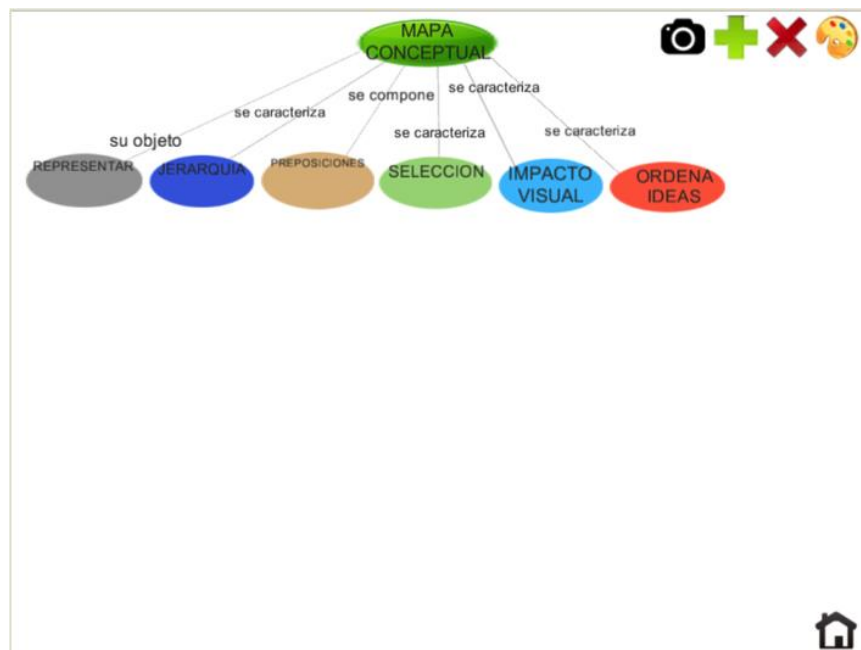 MAPA
CONCEPTUAL
se caracteriza
se compone
se caracteriza
su objeto
se caracteriza
se caracteriza
REPRESENTAR
JERARQUIA
PREPOSICIONES
SELECCION
IMPACTO
VISUAL
ORDENA
IDEAS